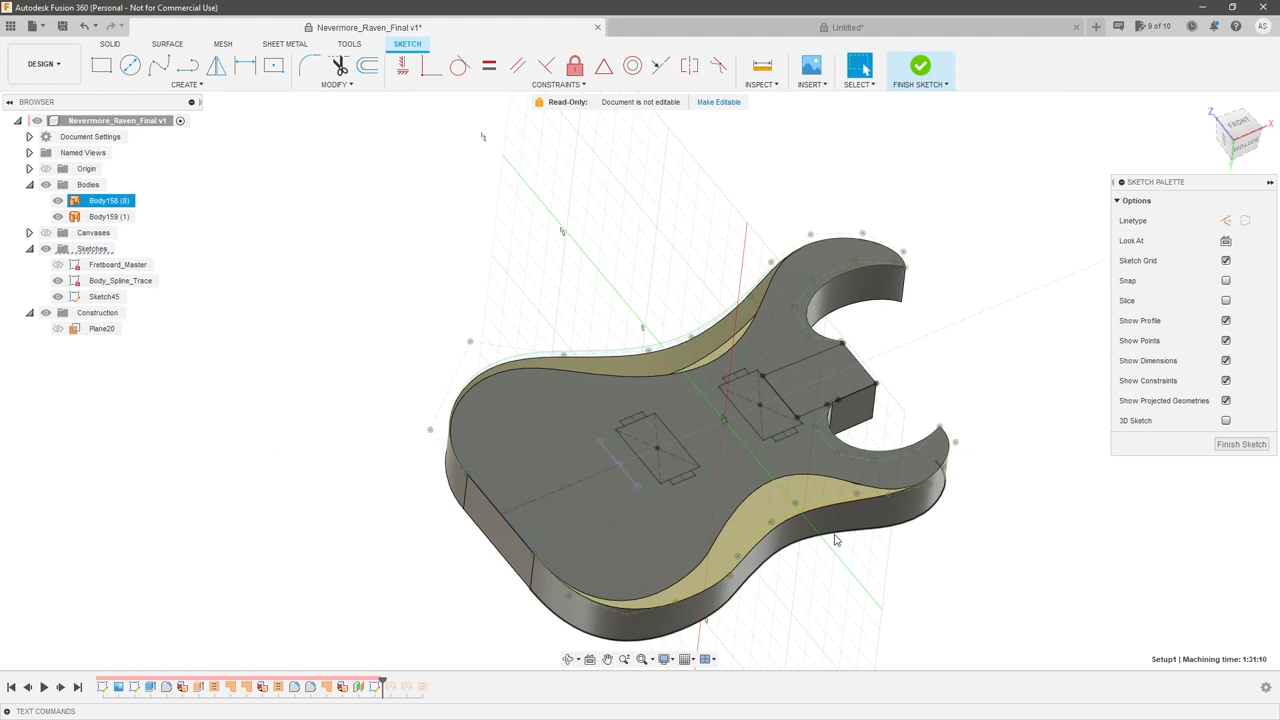 Autodesk Fusion 360 (Personal - Not for Commercial Use)
Nevermore_Raven_Final v1*
Untitled*
9 of 10
AS
DESIGN
SOLID
SURFACE
MESH
SHEET METAL
TOOLS
SKETCH
CREATE
MODIFY
CONSTRAINTS
INSPECT
INSERT
SELECT
FINISH SKETCH
BROWSER
Read-Only: Document is not editable Make Editable
Nevermore_Raven_Final v1
Document Settings
Named Views
Origin
Bodies
Body158 (8)
Body159 (1)
Canvases
Sketches
Fretboard_Master
Body_Spline_Trace
Sketch45
Construction
Plane20
Z
X
FRONT
BOTTOM
SKETCH PALETTE
Options
Linetype
Look At
Sketch Grid
Snap
Slice
Show Profile
Show Points
Show Dimensions
Show Constraints
Show Projected Geometries
3D Sketch
Finish Sketch
Setup1 | Machining time: 1:31:10
TEXT COMMANDS